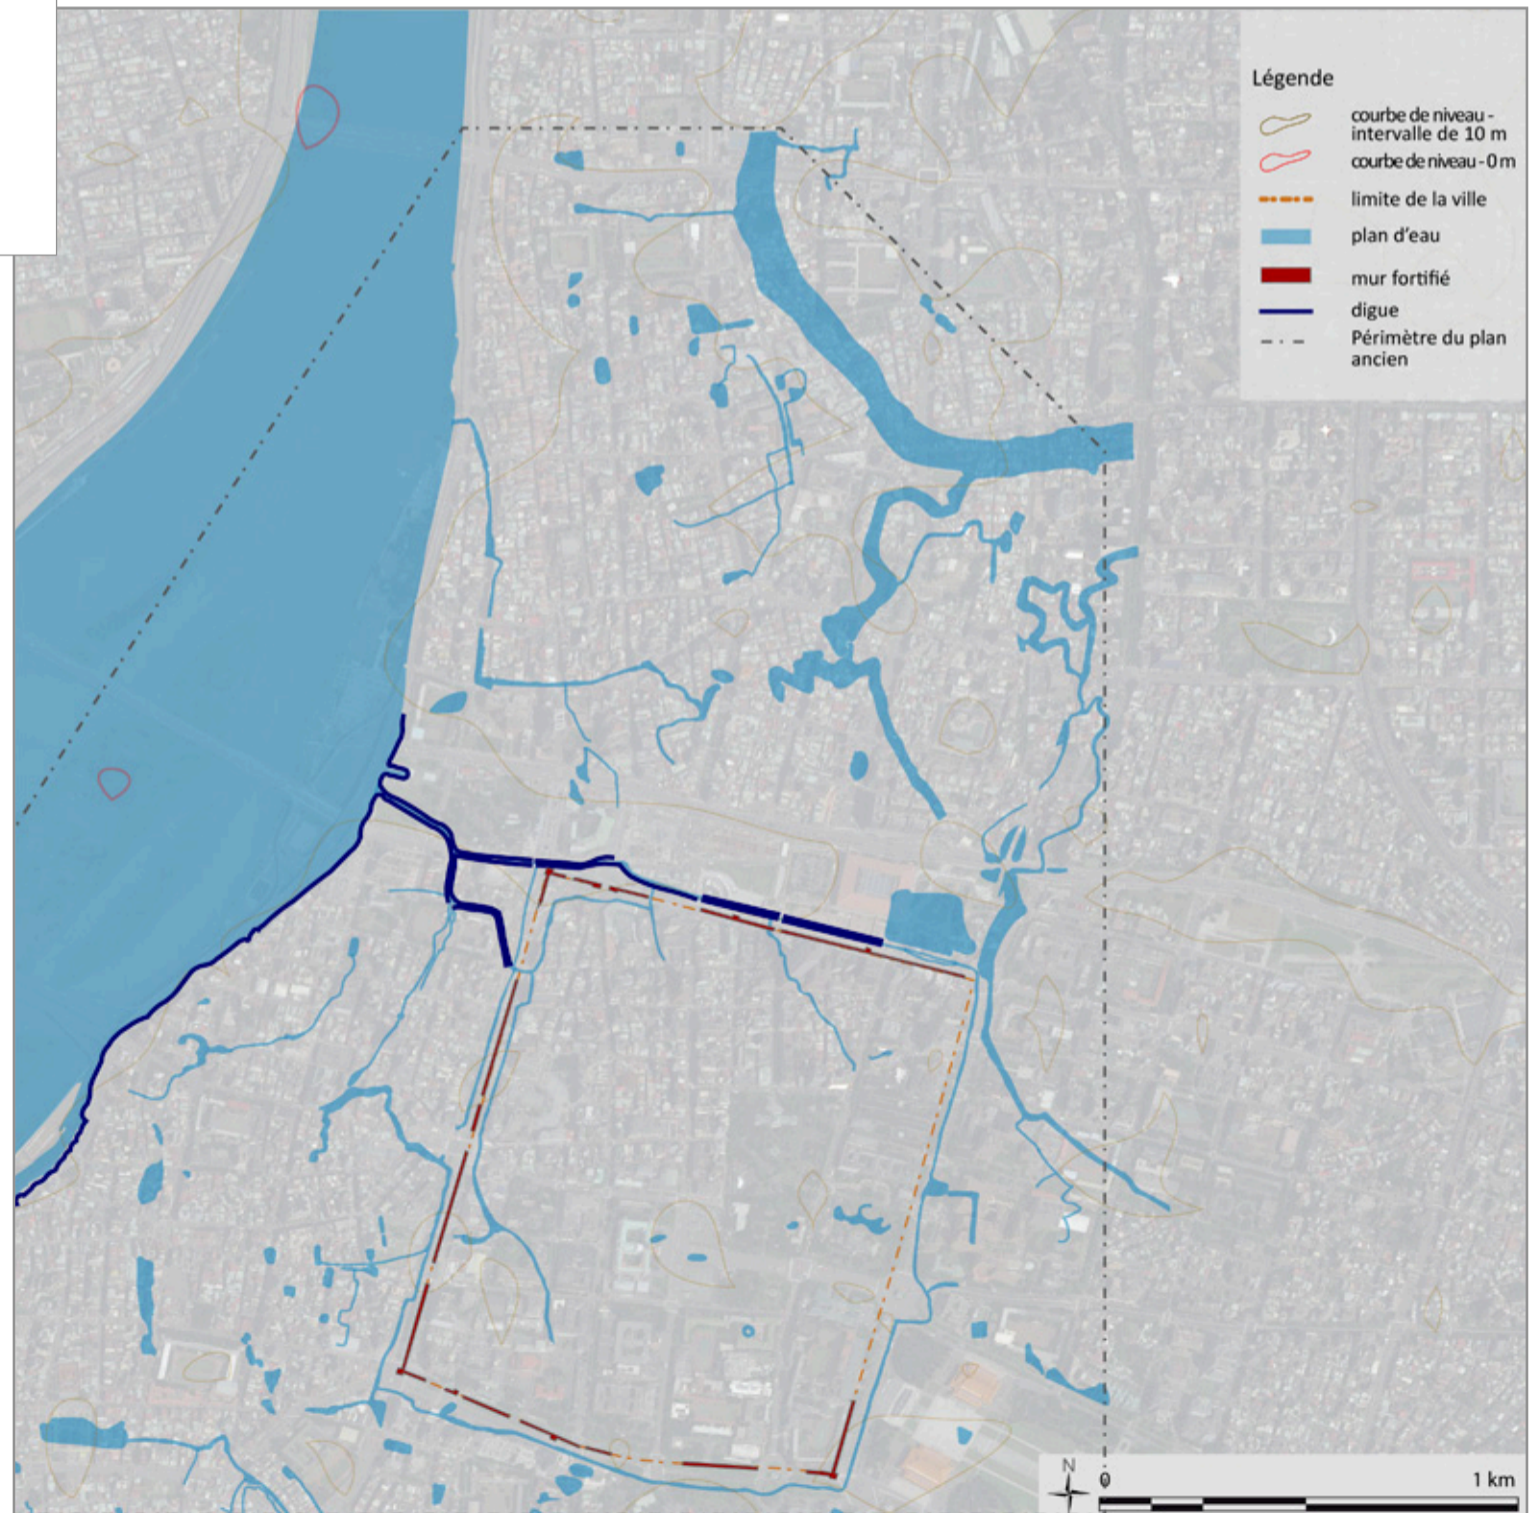 Légende
courbe de niveau -
intervalle de 10 m
courbe de niveau - 0 m
limite de la ville
plan d'eau
mur fortifié
digue
Périmètre du plan
ancien
N
0
1 km